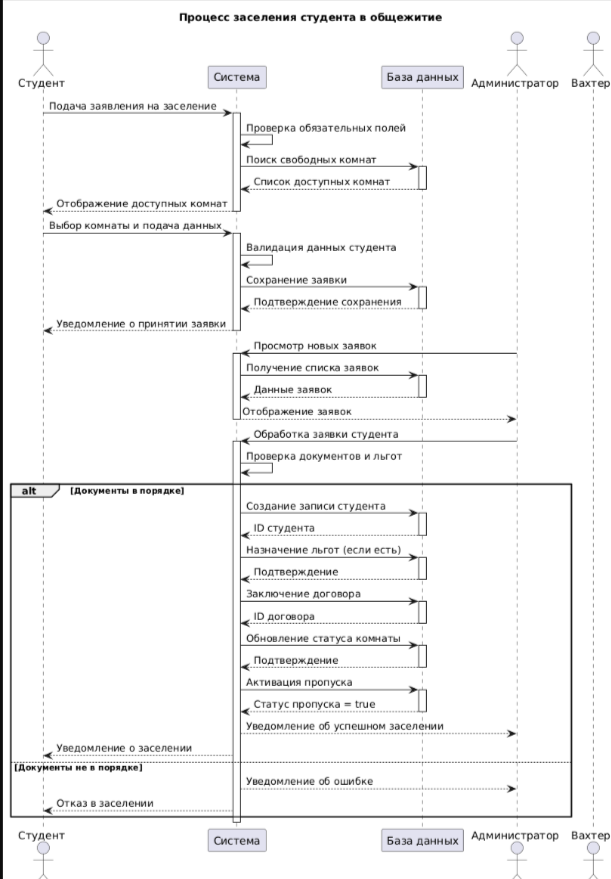 Процесс заселения студента в общежитие
Студент
Система
База данных
Администратор
Вахтер
Подача заявления на заселение
Проверка обязательных полей
Поиск свободных комнат
Список доступных комнат
Отображение доступных комнат
Выбор комнаты и подача данных
Валидация данных студента
Сохранение заявки
Подтверждение сохранения
Уведомление о принятии заявки
Просмотр новых заявок
Получение списка заявок
Данные заявок
Отображение заявок
Обработка заявки студента
Проверка документов и льгот
alt
[Документы в порядке]
Создание записи студента
ID студента
Назначение льгот (если есть)
Подтверждение
Заключение договора
ID договора
Обновление статуса комнаты
Подтверждение
Активация пропуска
Статус пропуска = true
Уведомление об успешном заселении
Уведомление о заселении
[Документы не в порядке]
Уведомление об ошибке
Отказ в заселении
Студент
Система
База данных
Администратор
Вахтер